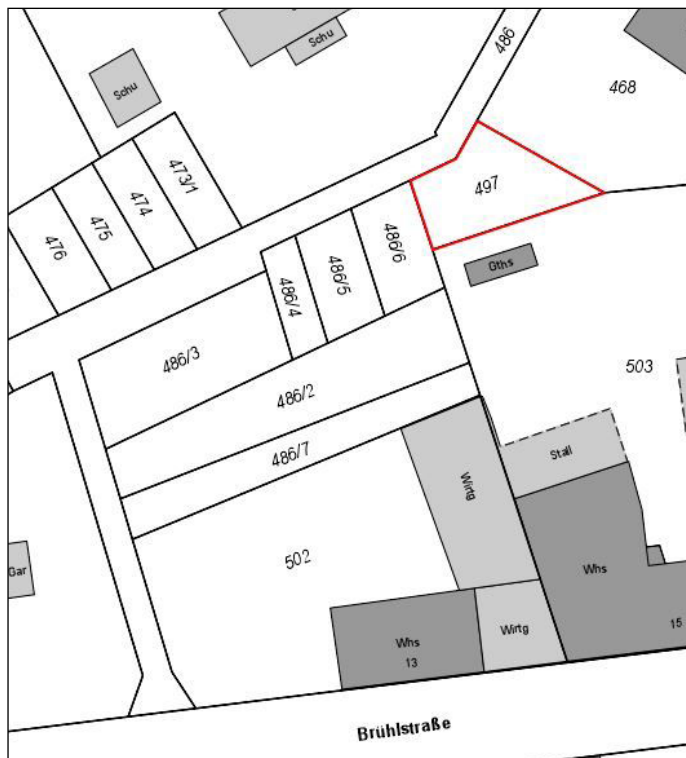 Schu
486
Schu
468
473/1
474
475
476
497
486/6
486/5
486/4
Gths
486/3
503
486/2
486/7
Stall
Wirtg
502
Gar
Whs
Wirtg
Whs
13
15
Brühlstraße